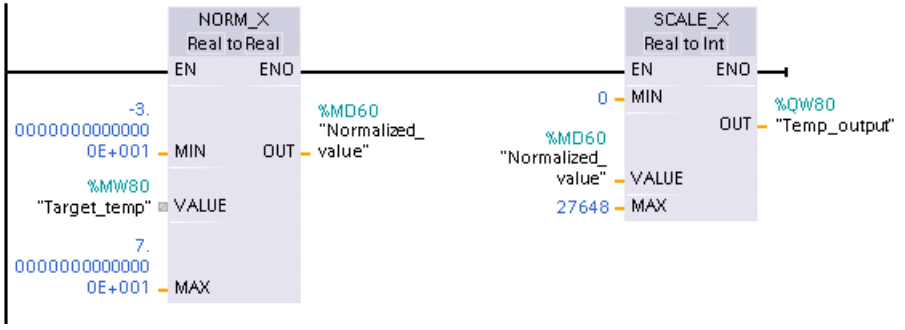 NORM_X
Real to Real
EN ENO
-3.
0000000000000
0E+001
MIN
%MW80
"Target_temp"
VALUE
7.
0000000000000
0E+001
MAX
OUT
%MD60
"Normalized_
value"
SCALE_X
Real to Int
EN ENO
0
MIN
%MD60
"Normalized_
value"
VALUE
27648
MAX
OUT
%QW80
"Temp_output"